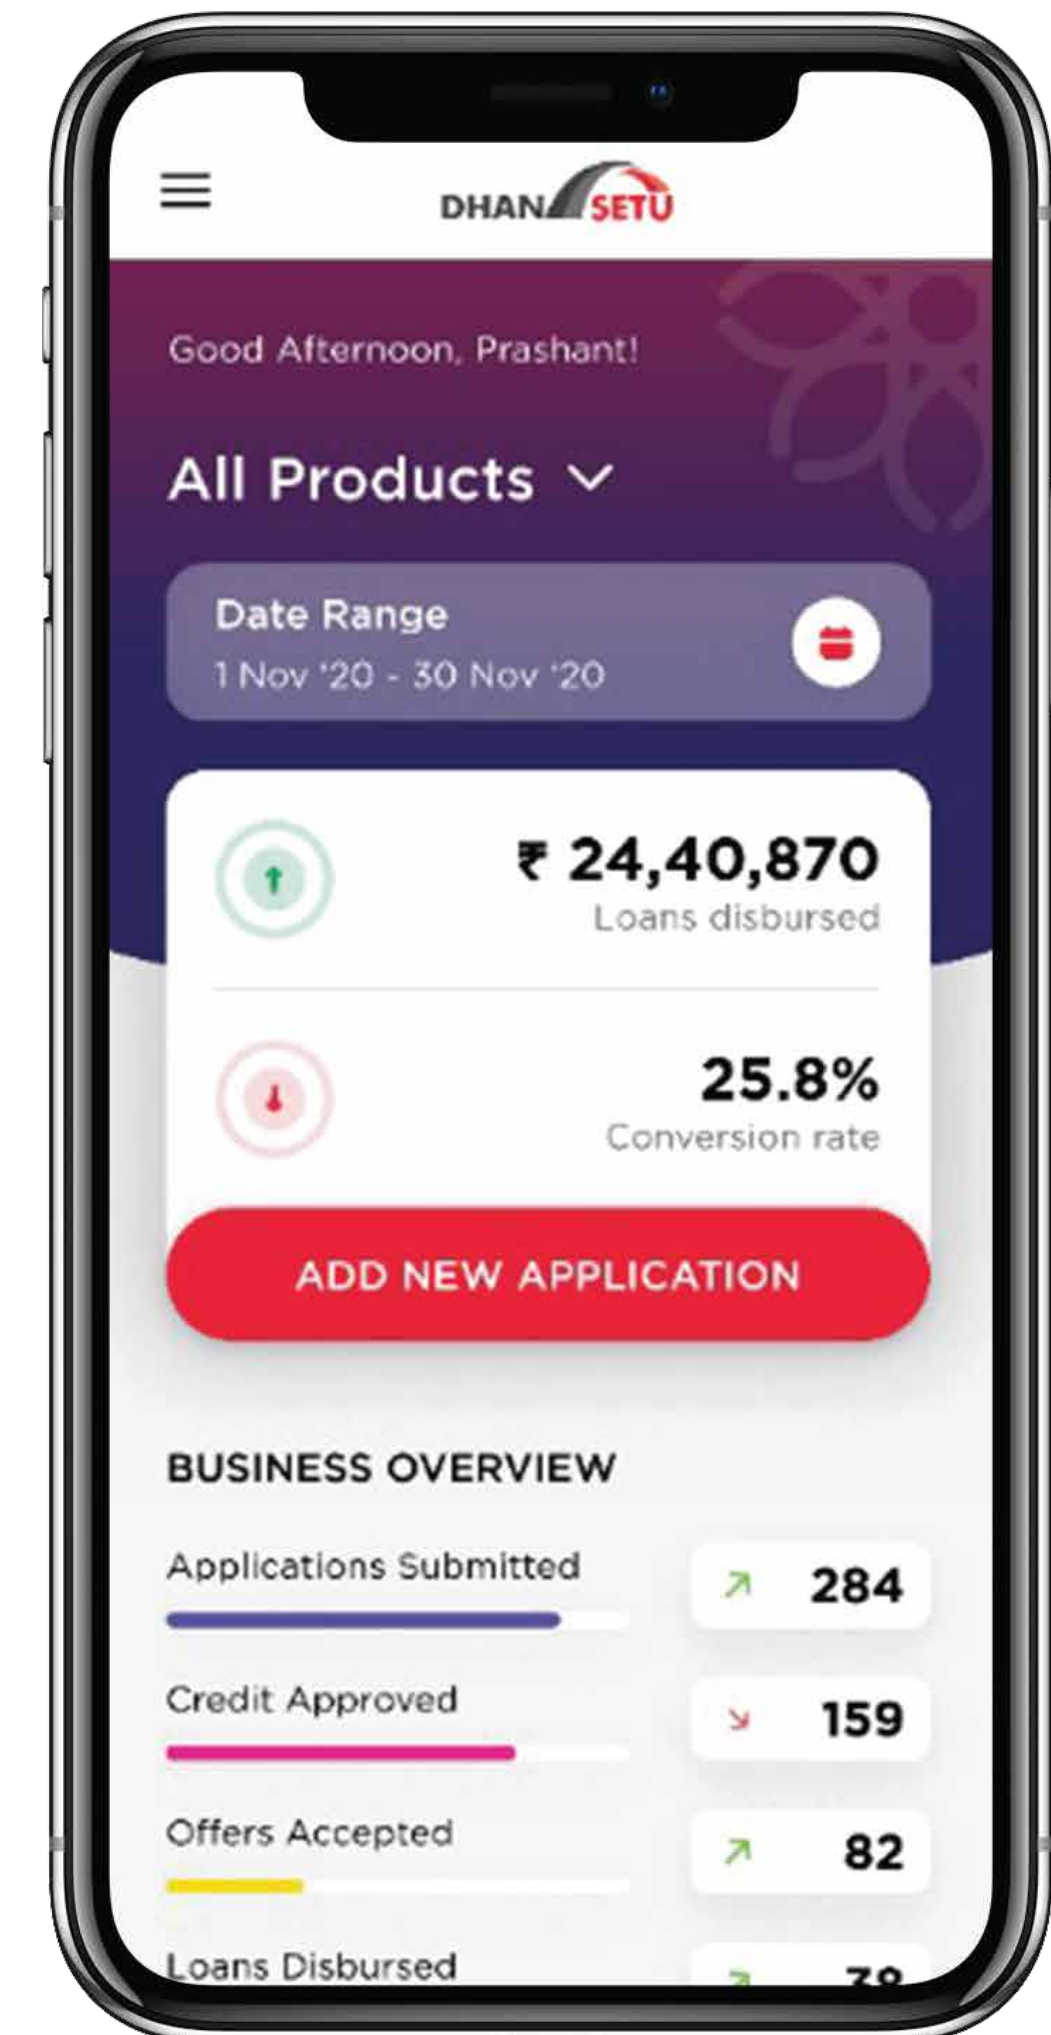 DHAN SETU
Good Afternoon, Prashant!
All Products
Date Range
1 Nov '20 - 30 Nov '20
₹ 24,40,870
Loans disbursed
25.8%
Conversion rate
ADD NEW APPLICATION
BUSINESS OVERVIEW
Applications Submitted
284
Credit Approved
159
Offers Accepted
82
Loans Disbursed